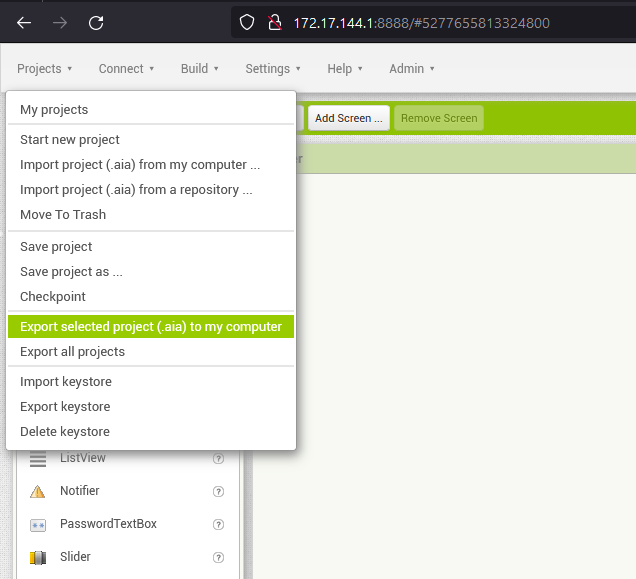 172.17.144.1:8888/#5277655813324800
Projects Connect Build Settings Help Admin
My projects
Add Screen ... Remove Screen
Start new project
Import project (.aia) from my computer ...
Import project (.aia) from a repository ...
Move To Trash
Save project
Save project as ...
Checkpoint
Export selected project (.aia) to my computer
Export all projects
Import keystore
Export keystore
Delete keystore
ListView ?
Notifier ?
PasswordTextBox ?
Slider ?